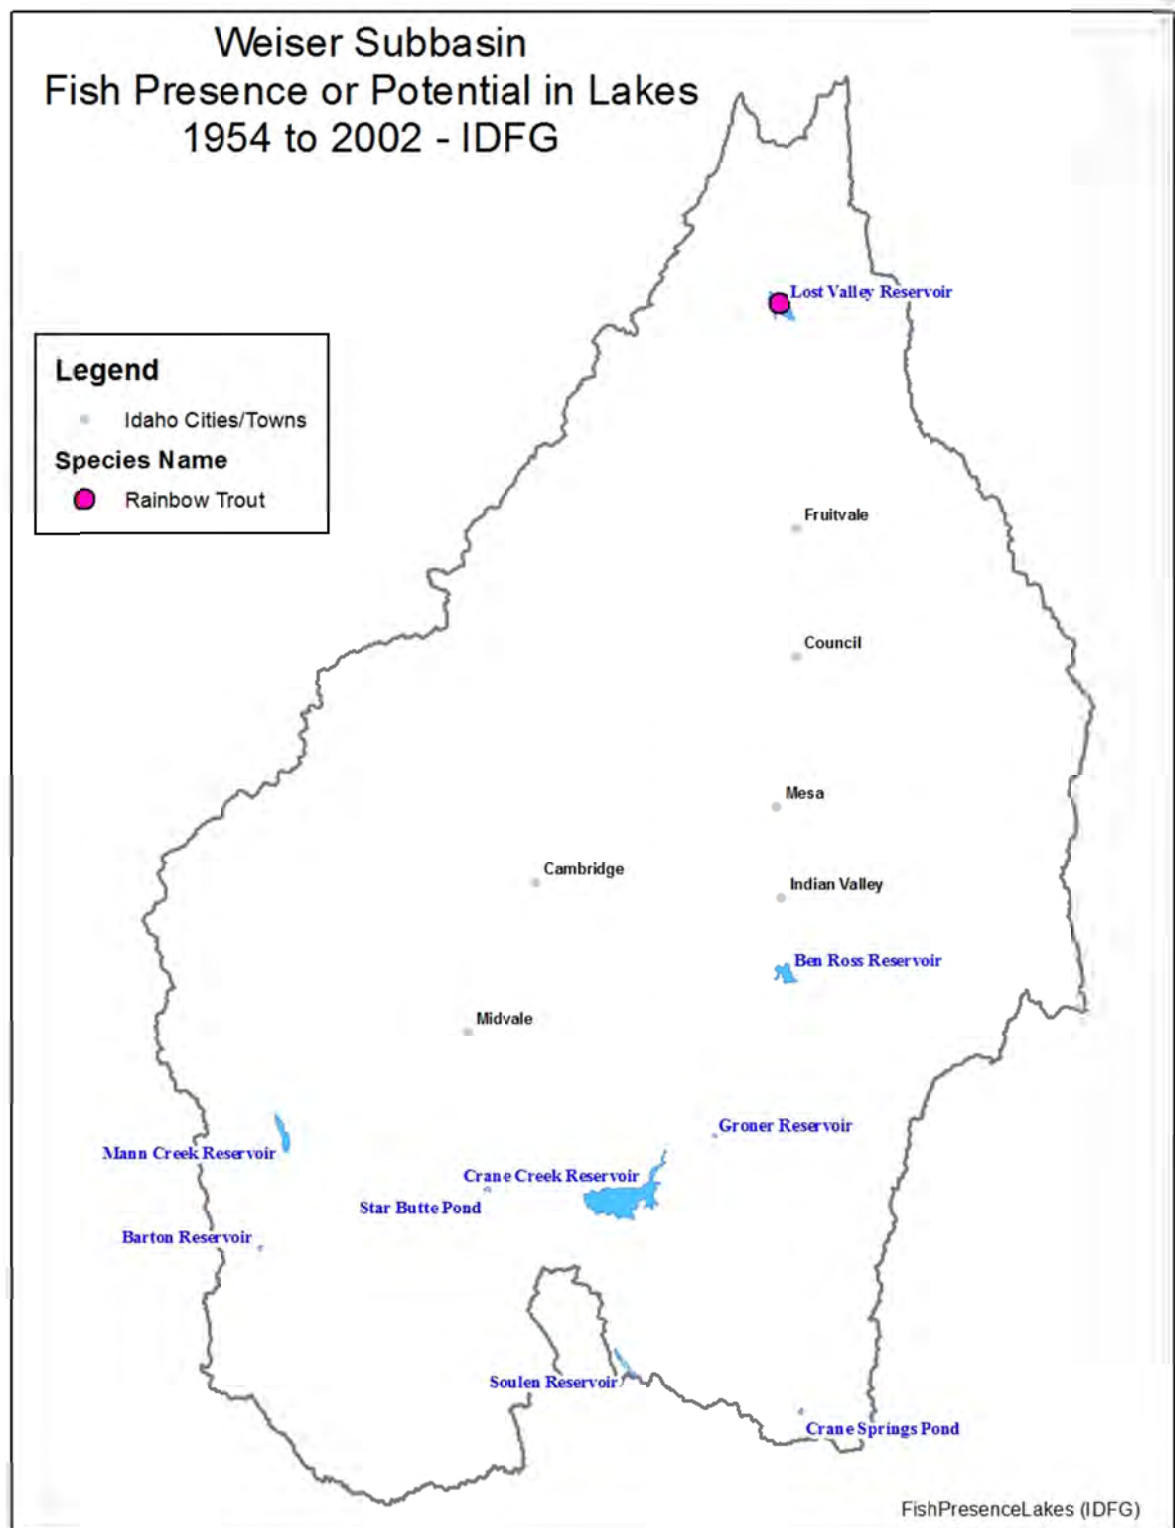 Weiser Subbasin
Fish Presence or Potential in Lakes
1954 to 2002 - IDFG
Lost Valley Reservoir
Legend
Idaho Cities/Towns
Species Name
Rainbow Trout
Fruitvale
Council
Mesa
Cambridge
Indian Valley
Ben Ross Reservoir
Midvale
Groner Reservoir
Mann Creek Reservoir
Crane Creek Reservoir
Star Butte Pond
Barton Reservoir
Soulen Reservoir
Crane Springs Pond
FishPresenceLakes (IDFG)